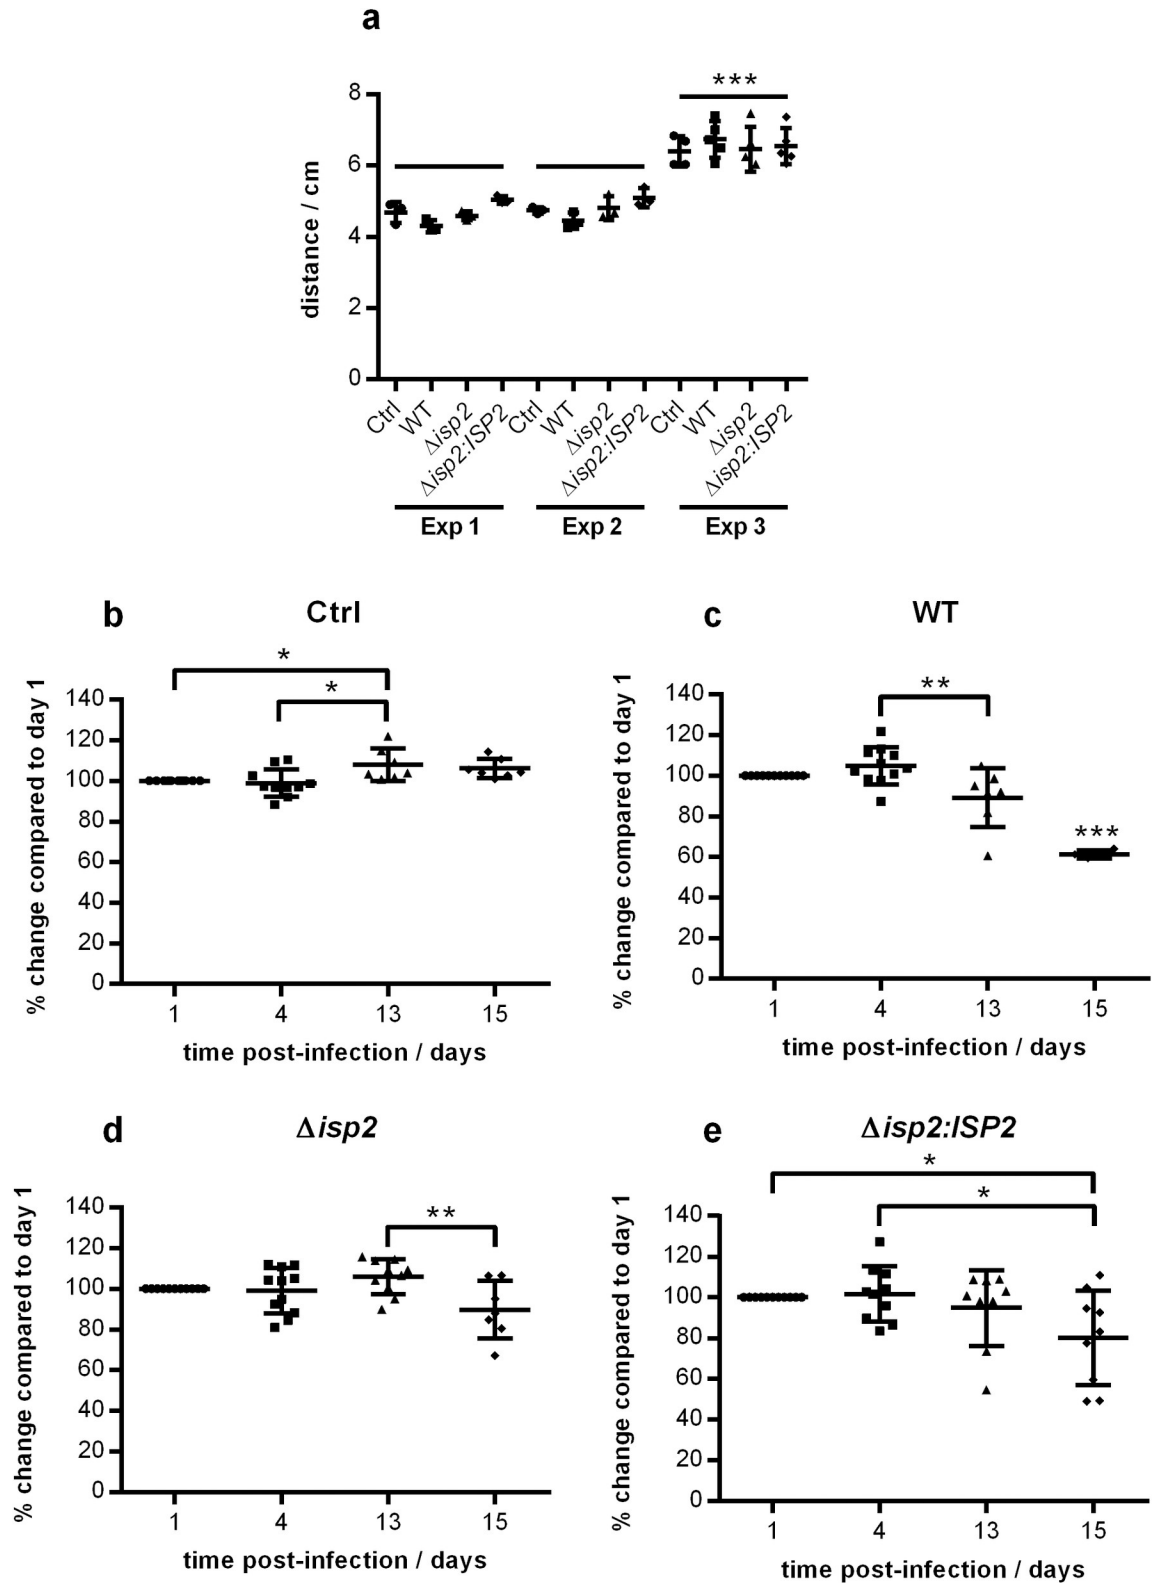 a
***
8
6
4
2
0
distance / cm
Ctrl
WT
Δisp2
Δisp2:ISP2
Ctrl
WT
Δisp2
Δisp2:ISP2
Ctrl
WT
Δisp2
Δisp2:ISP2
Exp 1
Exp 2
Exp 3
b
Ctrl
*
*
140
120
100
80
60
40
20
0
% change compared to day 1
1 4 13 15
time post-infection / days
c
WT
**
***
140
120
100
80
60
40
20
0
% change compared to day 1
1 4 13 15
time post-infection / days
d
Δisp2
**
140
120
100
80
60
40
20
0
% change compared to day 1
1 4 13 15
time post-infection / days
e
Δisp2:ISP2
*
*
140
120
100
80
60
40
20
0
% change compared to day 1
1 4 13 15
time post-infection / days